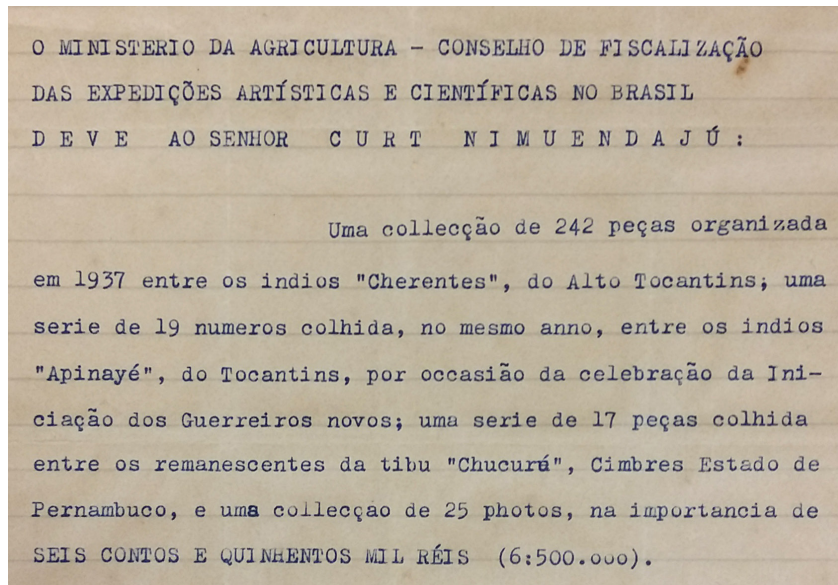 O MINISTERIO DA AGRICULTURA - CONSELHO DE FISCALIZAÇÃO
DAS EXPEDIÇÕES ARTÍSTICAS E CIENTÍFICAS NO BRASIL
D E V E AO SENHOR C U R T N I M U E N D A J Ú :
Uma collecção de 242 peças organizada
em 1937 entre os indios "Cherentes", do Alto Tocantins; uma
serie de 19 numeros colhida, no mesmo anno, entre os indios
"Apinayé", do Tocantins, por occasião da celebração da Ini-
ciação dos Guerreiros novos; uma serie de 17 peças colhida
entre os remanescentes da tibu "Chucurú", Cimbres Estado de
Pernambuco, e uma collecçao de 25 photos, na importancia de
SEIS CONTOS E QUINHENTOS MIL RÉIS (6:500.000).